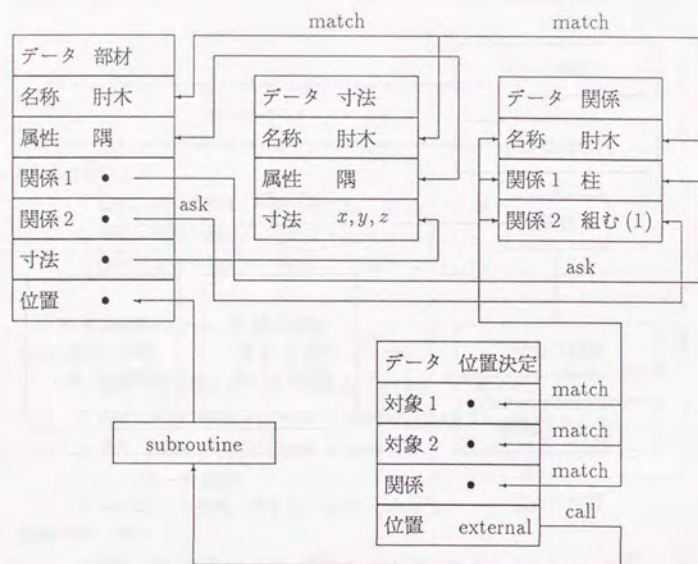 match match
データ 部材
名称 肘木
属性 隅
関係1 •
関係2 •
寸法 •
位置 •
ask
データ 寸法
名称 肘木
属性 隅
寸法 x, y, z
データ 関係
名称 肘木
関係1 柱
関係2 組む (1)
ask
データ 位置決定
対象1 • match
対象2 • match
関係 • match
位置 external call
subroutine